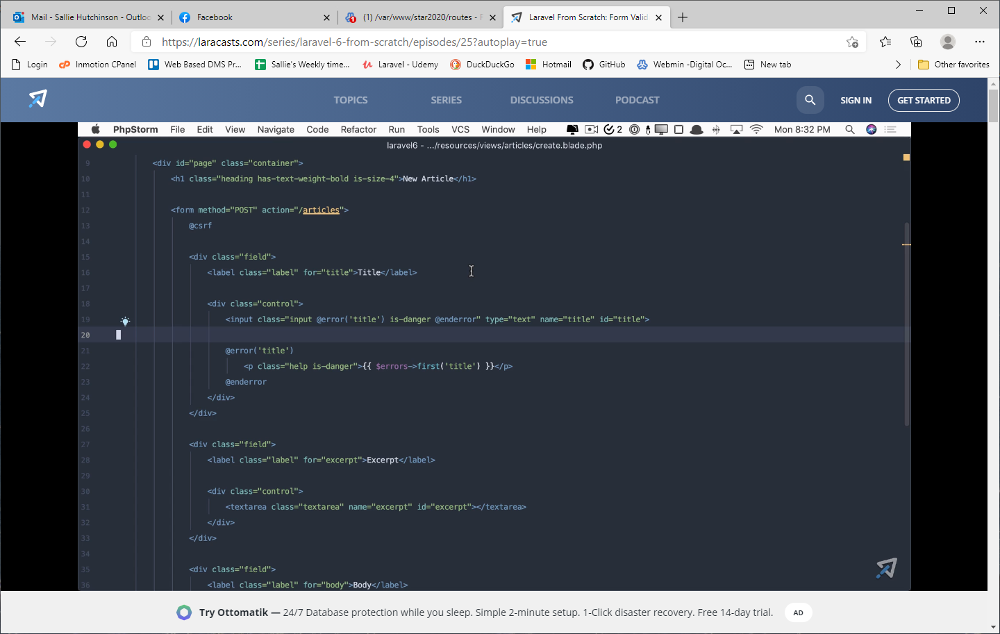 Mail - Sallie Hutchinson - Outloo
Facebook
(1) /var/www/star2020/routes - F
Laravel From Scratch: Form Valid
https://laracasts.com/series/laravel-6-from-scratch/episodes/25?autoplay=true
Login
Inmotion CPanel
Web Based DMS Pr...
Sallie's Weekly time...
Laravel - Udemy
DuckDuckGo
Hotmail
GitHub
Webmin -Digital Oc...
New tab
Other favorites
TOPICS
SERIES
DISCUSSIONS
PODCAST
SIGN IN
GET STARTED
PhpStorm File Edit View Navigate Code Refactor Run Tools VCS Window Help 2 Mon 8:32 PM
laravel6 - .../resources/views/articles/create.blade.php
9 <div id="page" class="container">
10 <h1 class="heading has-text-weight-bold is-size-4">New Article</h1>
11
12 <form method="POST" action="/articles">
13 @csrf
14
15 <div class="field">
16 <label class="label" for="title">Title</label>
17
18 <div class="control">
19 <input class="input @error('title') is-danger @enderror" type="text" name="title" id="title">
20
21 @error('title')
22 <p class="help is-danger">{{ $errors->first('title') }}</p>
23 @enderror
24 </div>
25 </div>
26
27 <div class="field">
28 <label class="label" for="excerpt">Excerpt</label>
29
30 <div class="control">
31 <textarea class="textarea" name="excerpt" id="excerpt"></textarea>
32 </div>
33 </div>
34
35 <div class="field">
36 <label class="label" for="body">Body</label>
Try Ottomatik — 24/7 Database protection while you sleep. Simple 2-minute setup. 1-Click disaster recovery. Free 14-day trial.
AD